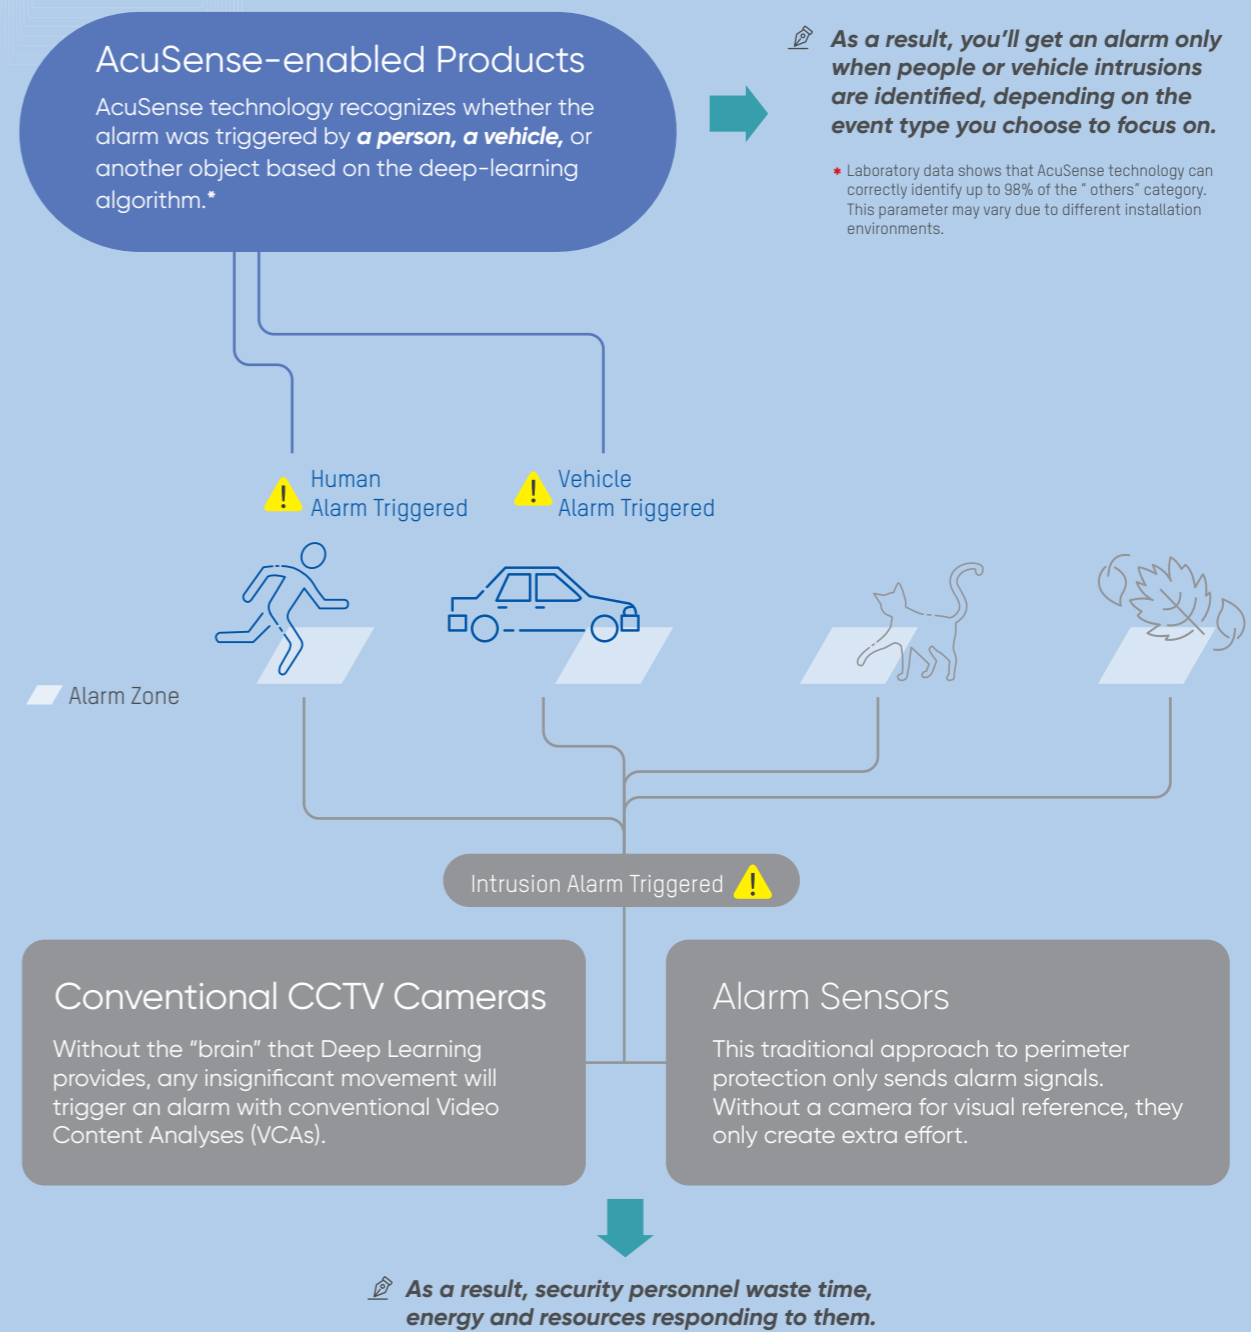 AcuSense-enabled Products
AcuSense technology recognizes whether the
alarm was triggered by a person, a vehicle, or
another object based on the deep-learning
algorithm.*
As a result, you’ll get an alarm only
when people or vehicle intrusions
are identified, depending on the
event type you choose to focus on.
* Laboratory data shows that AcuSense technology can
correctly identify up to 98% of the “ others” category.
This parameter may vary due to different installation
environments.
Human
Alarm Triggered
Vehicle
Alarm Triggered
Alarm Zone
Intrusion Alarm Triggered
Conventional CCTV Cameras
Without the “brain” that Deep Learning
provides, any insignificant movement will
trigger an alarm with conventional Video
Content Analyses (VCAs).
Alarm Sensors
This traditional approach to perimeter
protection only sends alarm signals.
Without a camera for visual reference, they
only create extra effort.
As a result, security personnel waste time,
energy and resources responding to them.